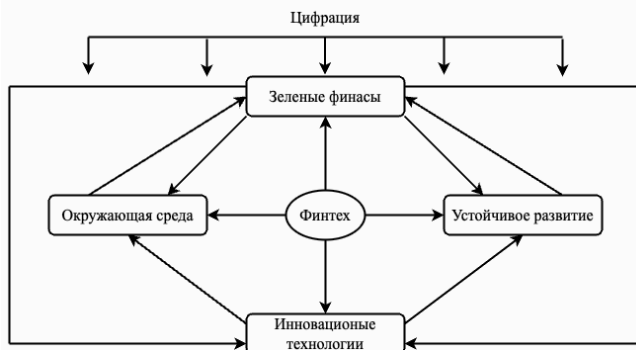 Цифрация
Зеленые финасы
Окружающая среда
Финтех
Устойчивое развитие
Инновационые
технологии